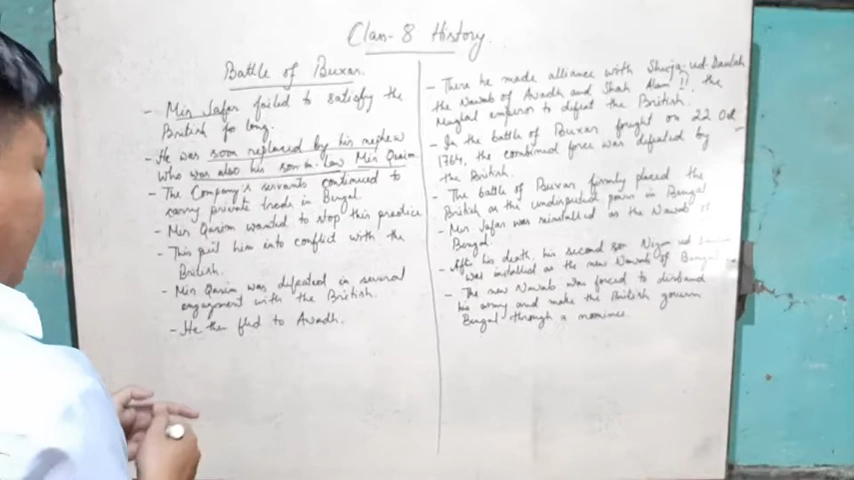 Class-8 History
Battle of Buxar.
- Mir Jafar failed to satisfy the
British for long.
- He was soon replaced by his nephew
who was also his son-in-law Mir Qasim
- The Company's servants continued to
carry private trade in Bengal.
- Mir Qasim wanted to stop this practice
- This put him into conflict with the
British.
- Mir Qasim was defeated in several
engagement with the British.
- He then fled to Awadh.
- There he made alliance with Shuja-ud-Daulah
the Nawab of Awadh and Shah Alam II the
Mughal emperor to defeat the British.
- In the battle of Buxar fought on 22 Oct
1764, the combined force was defeated by
the British.
- The battle of Buxar firmly placed the
British as the undisputed power in Bengal
- Mir Jafar was reinstalled as the Nawab of
Bengal.
- After his death, his second son Nizam ud
was installed as the new Nawab of Bengal
- The new Nawab was forced to disband
his army and make the British govern
Bengal through a nominee.